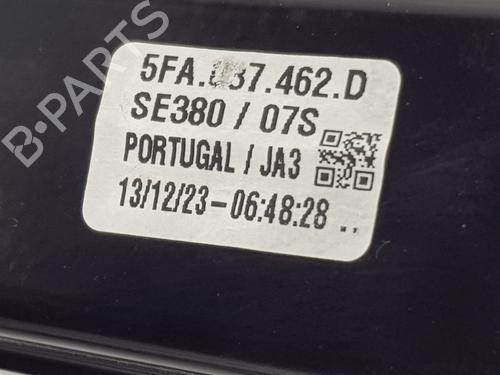 B-PARTS
SE380 / 07S
PORTUGAL / JA3
13/12/23-06:48:28